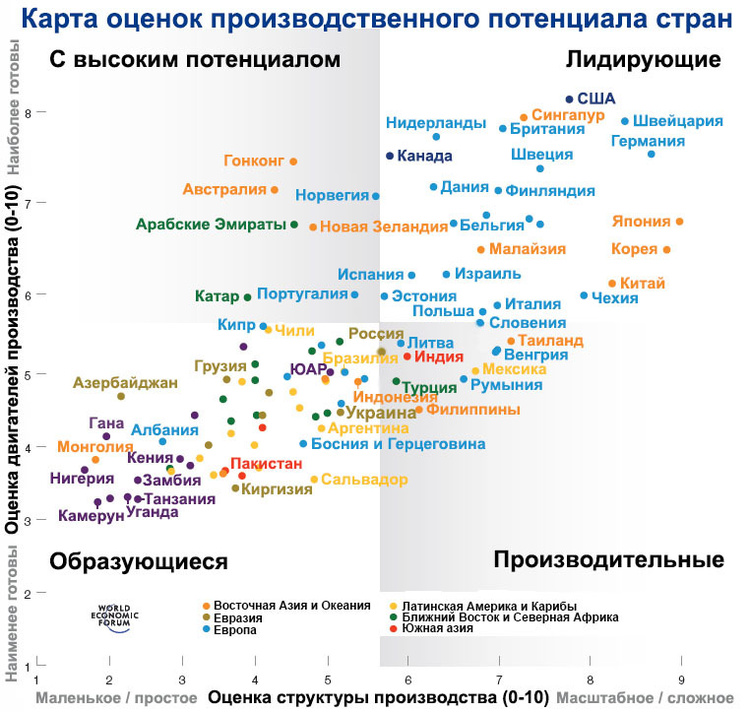 Карта оценок производственного потенциала стран
С высоким потенциалом
Лидирующие
Наиболее готовы
Оценка двигателей производства (0-10)
Наименее готовы
8
7
6
5
4
3
2
1
США
Сингапур
Нидерланды
Британия
Швейцария
Германия
Канада
Швеция
Гонконг
Австралия
Норвегия
Дания
Финляндия
Арабские Эмираты
Новая Зеландия
Бельгия
Япония
Малайзия
Корея
Испания
Израиль
Китай
Катар
Португалия
Эстония
Чехия
Польша
Италия
Кипр
Чили
Словения
Россия
Литва
Таиланд
Бразилия
Индия
Венгрия
Грузия
ЮАР
Мексика
Азербайджан
Турция
Румыния
Индонезия
Украина
Филиппины
Гана
Албания
Аргентина
Монголия
Босния и Герцеговина
Кения
Пакистан
Нигерия
Замбия
Сальвадор
Киргизия
Танзания
Камерун
Уганда
Образующиеся
Производительные
WORLD
ECONOMIC
FORUM
Восточная Азия и Океания
Евразия
Европа
Латинская Америка и Карибы
Ближний Восток и Северная Африка
Южная азия
1 2 3 4 5 6 7 8 9
Маленькое / простое Оценка структуры производства (0-10) Масштабное / сложное